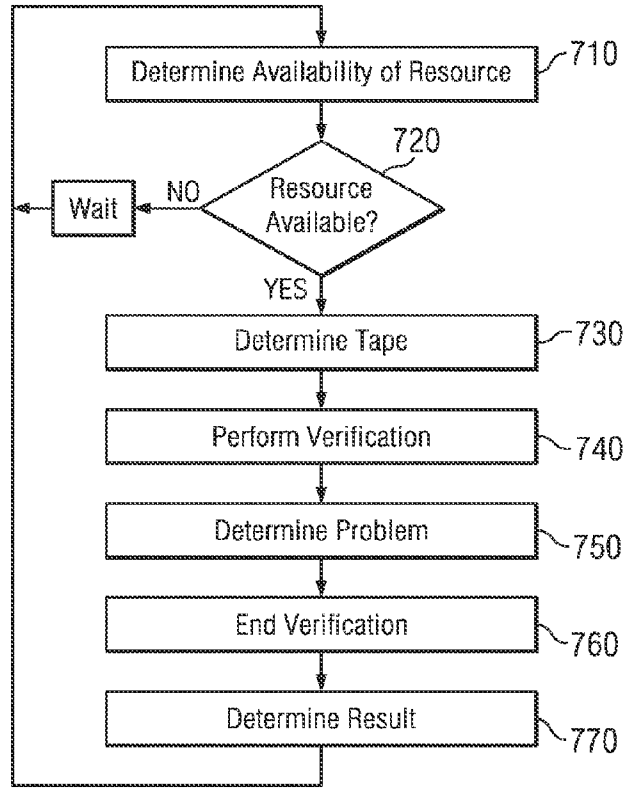 Determine Availability of Resource
710
720
Resource
Available?
NO
Wait
YES
Determine Tape
730
Perform Verification
740
Determine Problem
750
End Verification
760
Determine Result
770